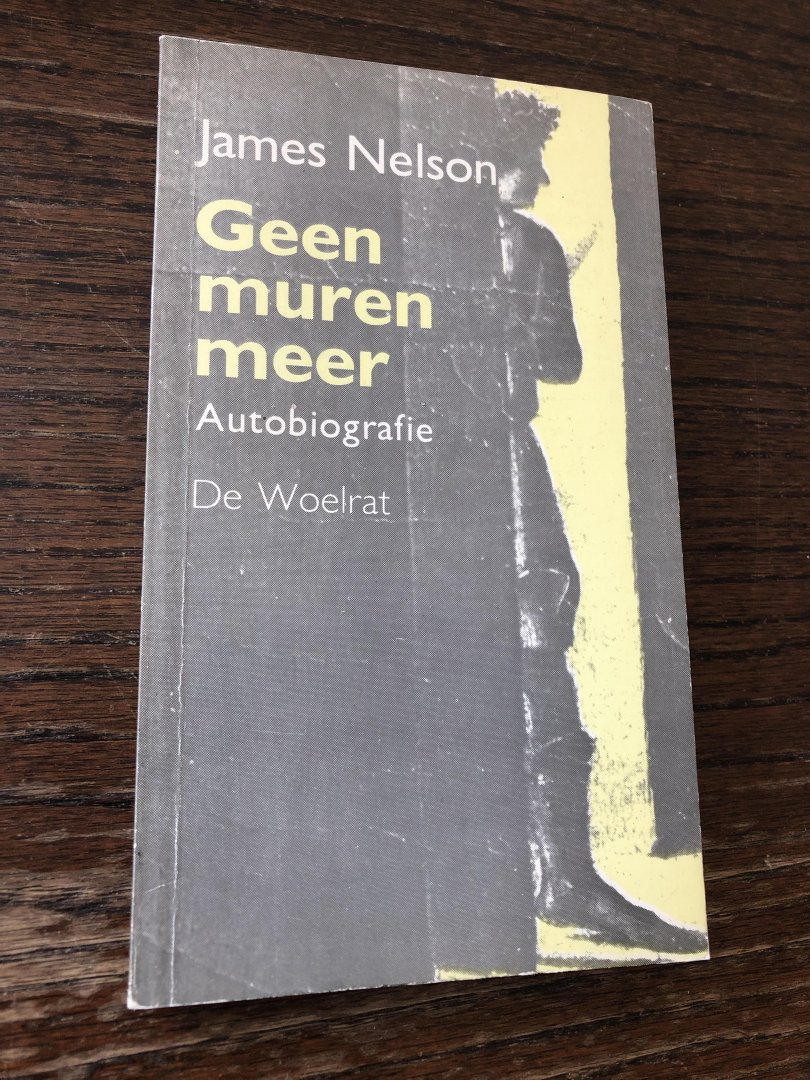 James Nelson
Geen
muren
meer
Autobiografie
De Woelrat